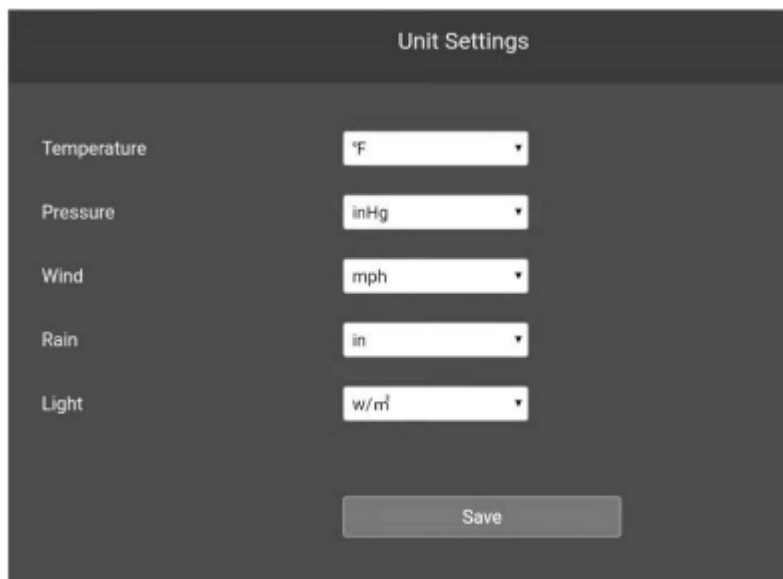 Unit Settings
Temperature °F
Pressure inHg
Wind mph
Rain in
Light w/㎡
Save